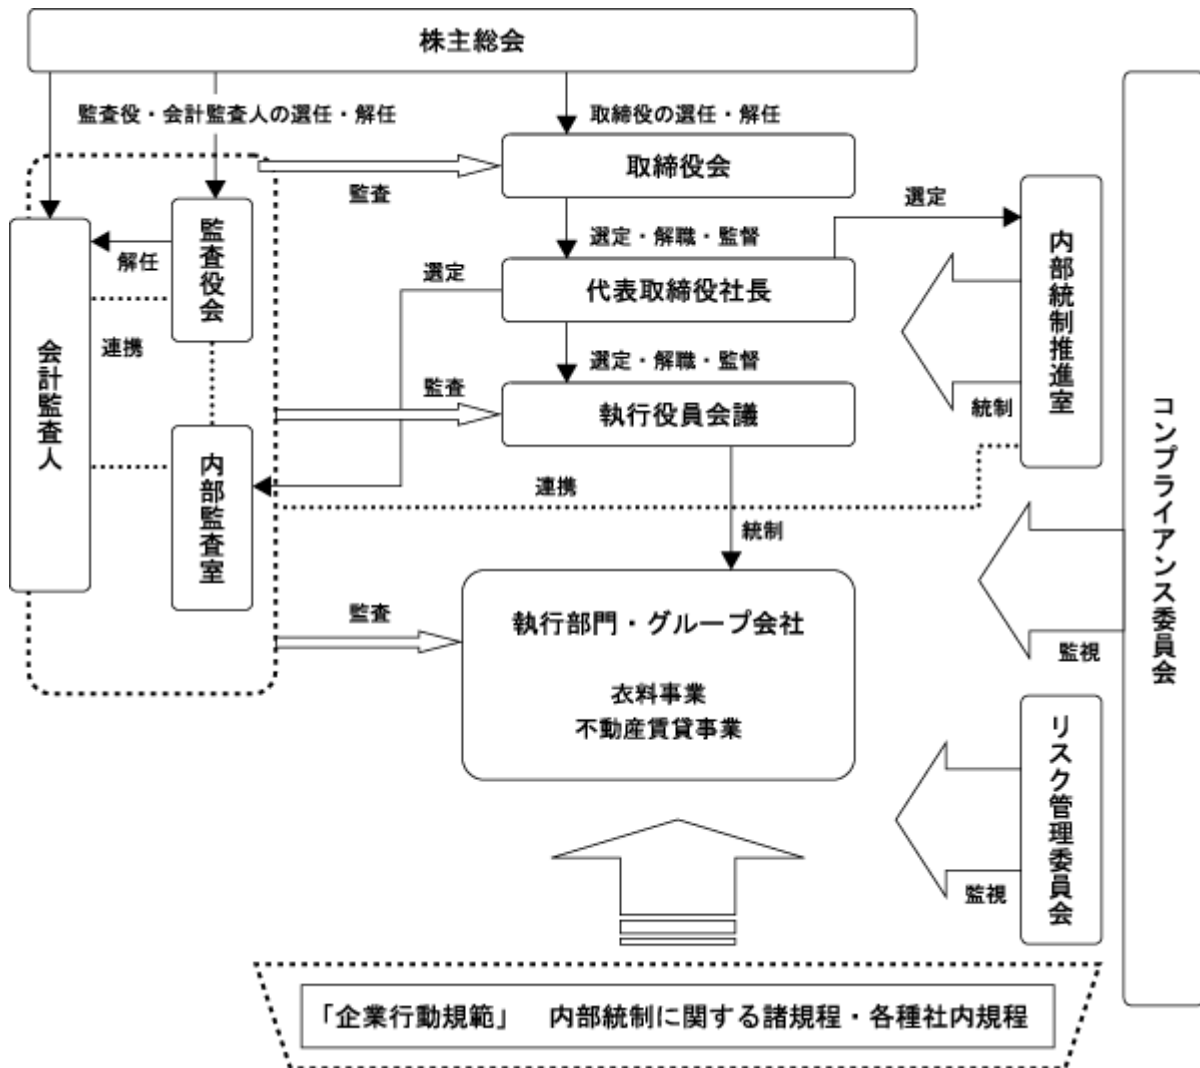 株主総会
監査役・会計監査人の選任・解任
取締役の選任・解任
取締役会
監査
選定
監査役会
内部統制推進室
選定・解職・監督
解任
選定
代表取締役社長
会計監査人
連携
選定・解職・監督
監査
執行役員会議
統制
コンプライアンス委員会
内部監査室
連携
統制
監査
執行部門・グループ会社
監視
衣料事業
不動産賃貸事業
リスク管理委員会
監視
「企業行動規範」　内部統制に関する諸規程・各種社内規程